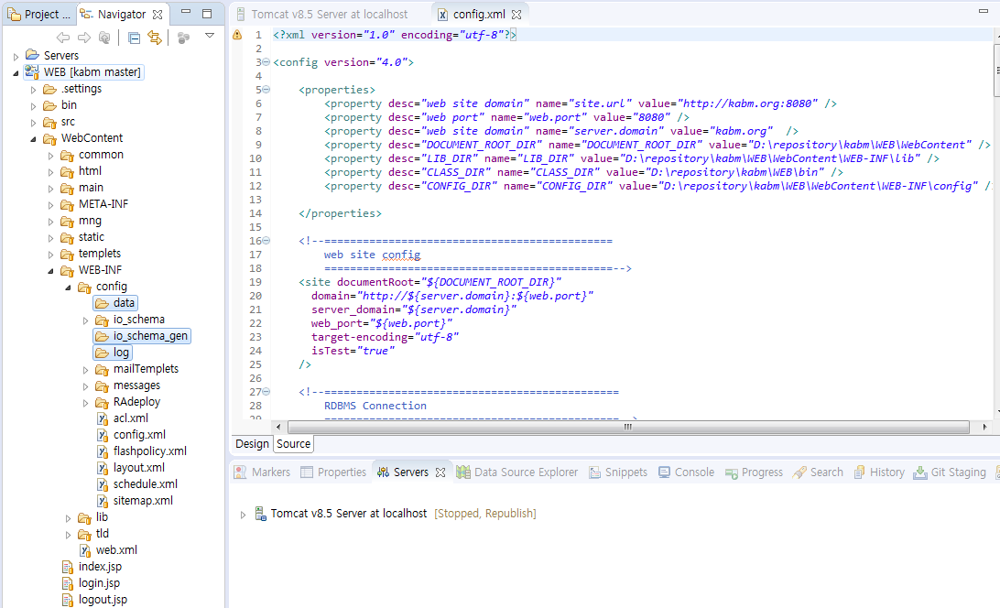 Project ...
Navigator
Servers
WEB [kabm master]
.settings
bin
src
WebContent
common
html
main
META-INF
mng
static
templets
WEB-INF
config
data
io_schema
io_schema_gen
log
mailTemplets
messages
RAdeploy
acl.xml
config.xml
flashpolicy.xml
layout.xml
schedule.xml
sitemap.xml
lib
tld
web.xml
index.jsp
login.jsp
logout.jsp
Tomcat v8.5 Server at localhost
config.xml
1 <?xml version="1.0" encoding="utf-8"?>
2
3 <config version="4.0">
4
5 <properties>
6 <property desc="web site domain" name="site.url" value="http://kabm.org:8080" />
7 <property desc="web port" name="web.port" value="8080" />
8 <property desc="web site domain" name="server.domain" value="kabm.org"  />
9 <property desc="DOCUMENT_ROOT_DIR" name="DOCUMENT_ROOT_DIR" value="D:\repository\kabm\WEB\WebContent" />
10 <property desc="LIB_DIR" name="LIB_DIR" value="D:\repository\kabm\WEB\WebContent\WEB-INF\lib" />
11 <property desc="CLASS_DIR" name="CLASS_DIR" value="D:\repository\kabm\WEB\bin" />
12 <property desc="CONFIG_DIR" name="CONFIG_DIR" value="D:\repository\kabm\WEB\WebContent\WEB-INF\config" /
13
14 </properties>
15
16 <!--=============================================
17 web site config
18 =============================================-->
19 <site documentRoot="${DOCUMENT_ROOT_DIR}"
20 domain="http://${server.domain}:${web.port}"
21 server_domain="${server.domain}"
22 web_port="${web.port}"
23 target-encoding="utf-8"
24 isTest="true"
25 />
26
27 <!--==============================================
28 RDBMS Connection
Design Source
Markers Properties Servers Data Source Explorer Snippets Console Progress Search History Git Staging
Tomcat v8.5 Server at localhost [Stopped, Republish]